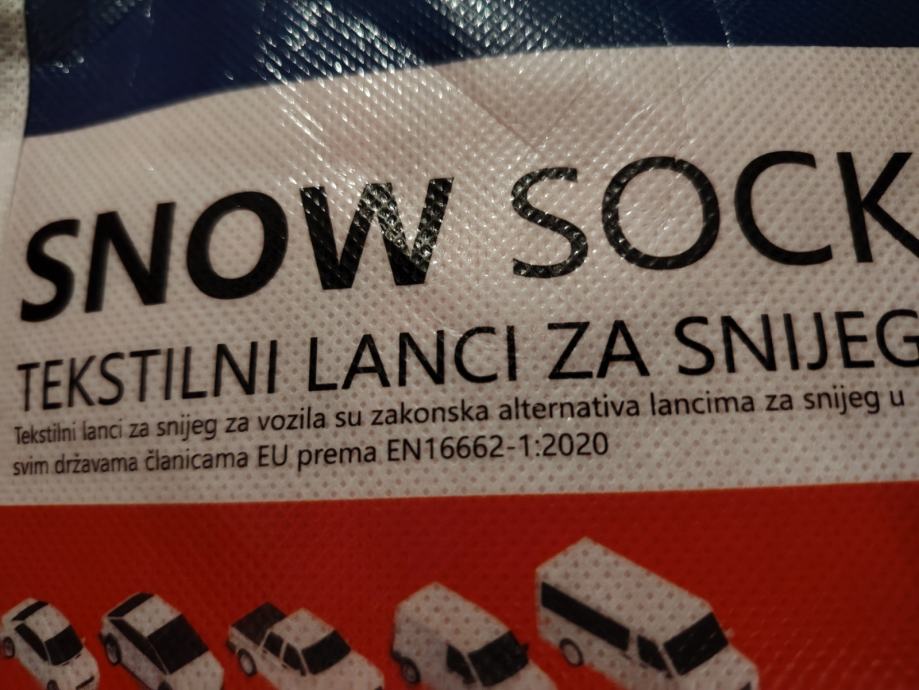 SNOW SOCK
TEKSTILNI LANCI ZA SNIJEG
Tekstilni lanci za snijeg za vozila su zakonska alternativa lancima za snijeg u
svim državama članicama EU prema EN16662-1:2020